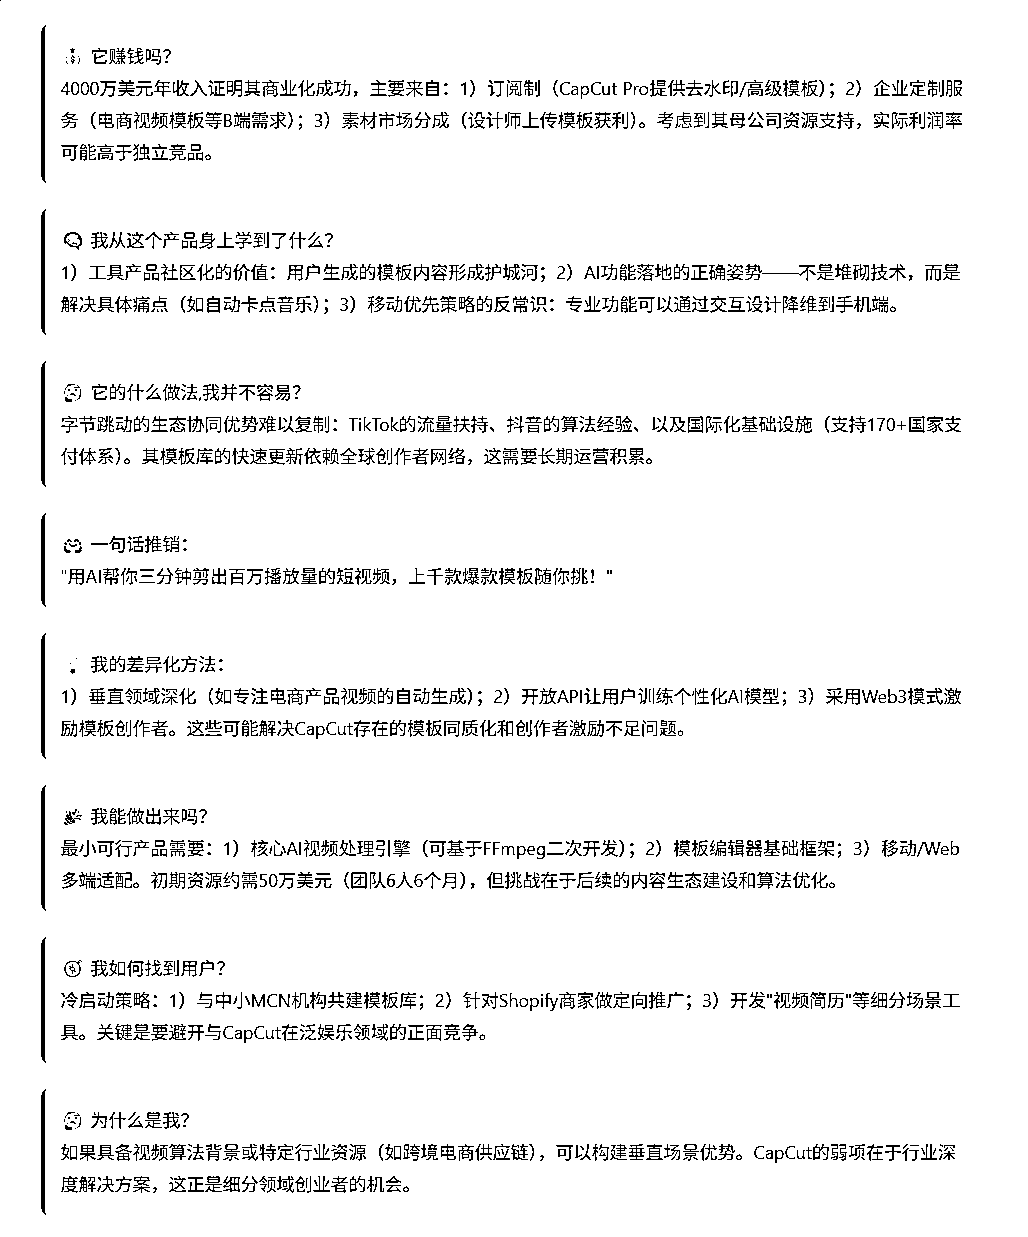 它赚钱吗？
4000万美元年收入证明其商业化成功，主要来自：1）订阅制（CapCut Pro提供去水印/高级模板）；2）企业定制服
务（电商视频模板等B端需求）；3）素材市场分成（设计师上传模板获利）。考虑到其母公司资源支持，实际利润率
可能高于独立竞品。
我从这个产品身上学到了什么？
1）工具产品社区化的价值：用户生成的模板内容形成护城河；2）AI功能落地的正确姿势——不是堆砌技术，而是
解决具体痛点（如自动卡点音乐）；3）移动优先策略的反常识：专业功能可以通过交互设计降维到手机端。
它的什么做法,我并不容易？
字节跳动的生态协同优势难以复制：TikTok的流量扶持、抖音的算法经验、以及国际化基础设施（支持170+国家支
付体系）。其模板库的快速更新依赖全球创作者网络，这需要长期运营积累。
一句话推销：
"用AI帮你三分钟剪出百万播放量的短视频，上千款爆款模板随你挑！"
我的差异化方法：
1）垂直领域深化（如专注电商产品视频的自动生成）；2）开放API让用户训练个性化AI模型；3）采用Web3模式激
励模板创作者。这些可能解决CapCut存在的模板同质化和创作者激励不足问题。
我能做出来吗？
最小可行产品需要：1）核心AI视频处理引擎（可基于FFmpeg二次开发）；2）模板编辑器基础框架；3）移动/Web
多端适配。初期资源约需50万美元（团队6人6个月），但挑战在于后续的内容生态建设和算法优化。
我如何找到用户？
冷启动策略：1）与中小MCN机构共建模板库；2）针对Shopify商家做定向推广；3）开发"视频简历"等细分场景工
具。关键是要避开与CapCut在泛娱乐领域的正面竞争。
为什么是我？
如果具备视频算法背景或特定行业资源（如跨境电商供应链），可以构建垂直场景优势。CapCut的弱项在于行业深
度解决方案，这正是细分领域创业者的机会。